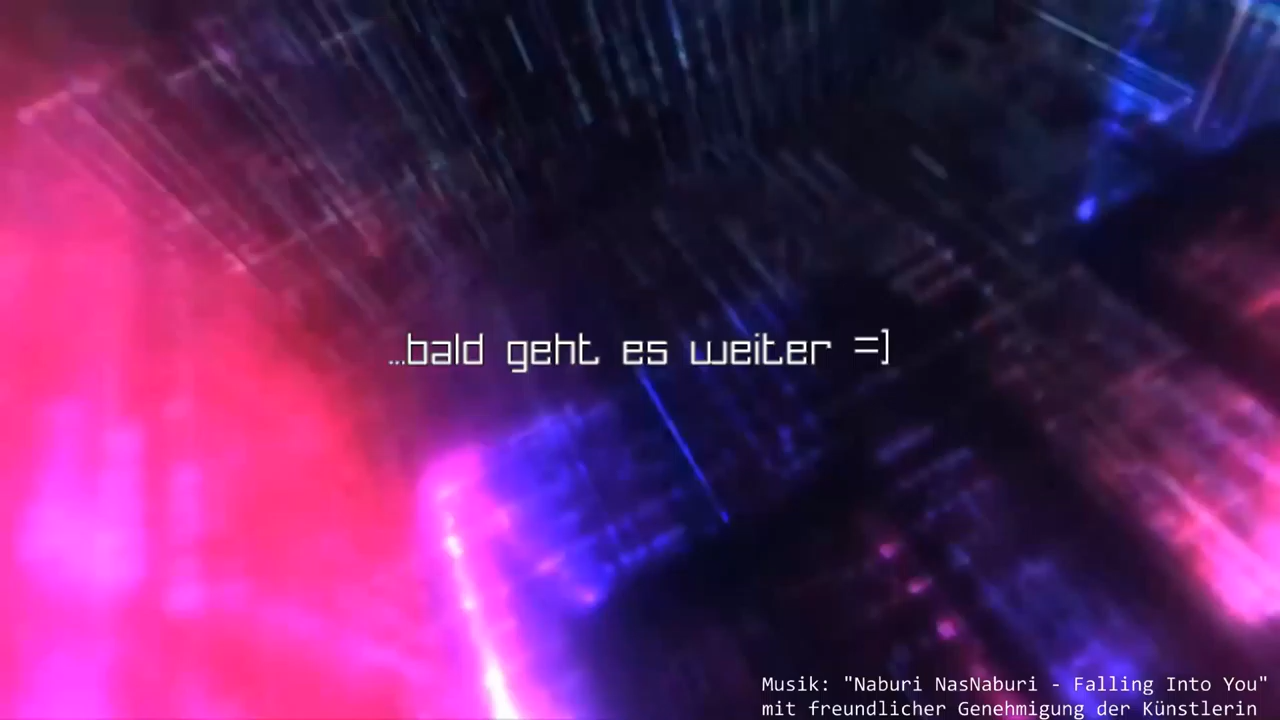 ...bald geht es weiter =]
Musik: "Naburi NasNaburi - Falling Into You"
mit freundlicher Genehmigung der Künstlerin